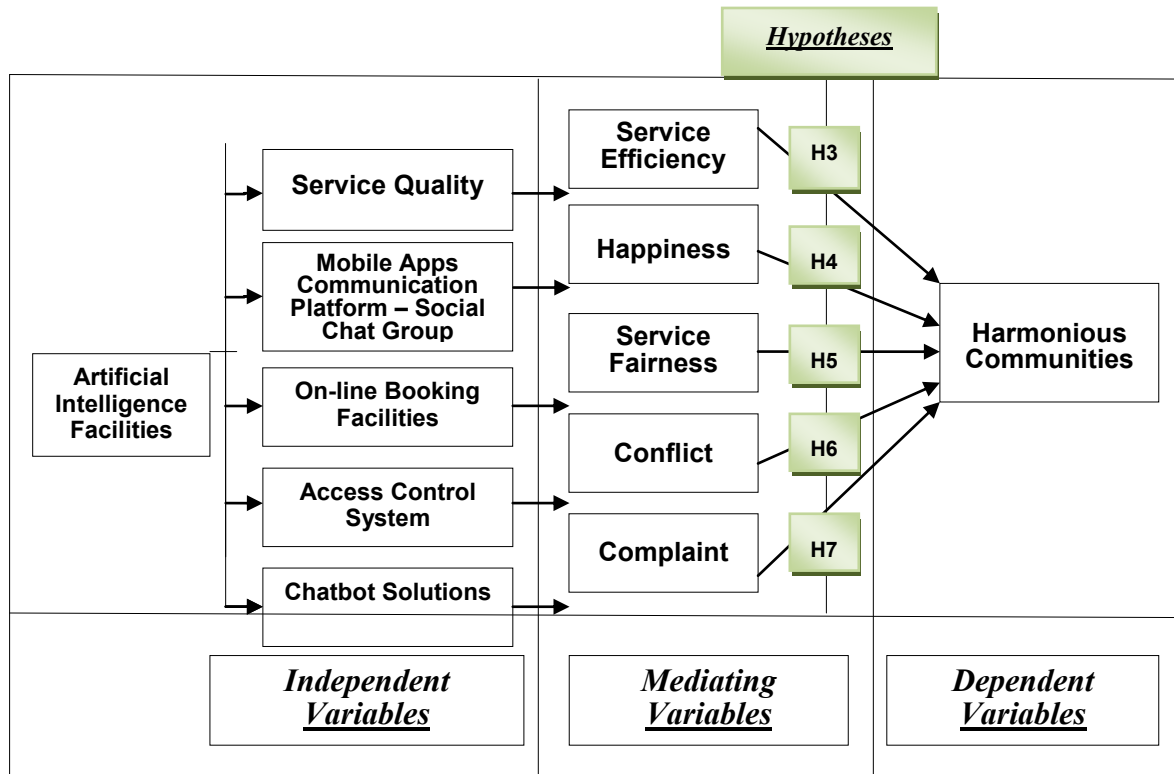 Hypotheses
Artificial
Intelligence
Facilities
Service Quality
Mobile Apps
Communication
Platform – Social
Chat Group
On-line Booking
Facilities
Access Control
System
Chatbot Solutions
Service
Efficiency
Happiness
Service
Fairness
Conflict
Complaint
H3
H4
H5
H6
H7
Harmonious
Communities
Independent
Variables
Mediating
Variables
Dependent
Variables